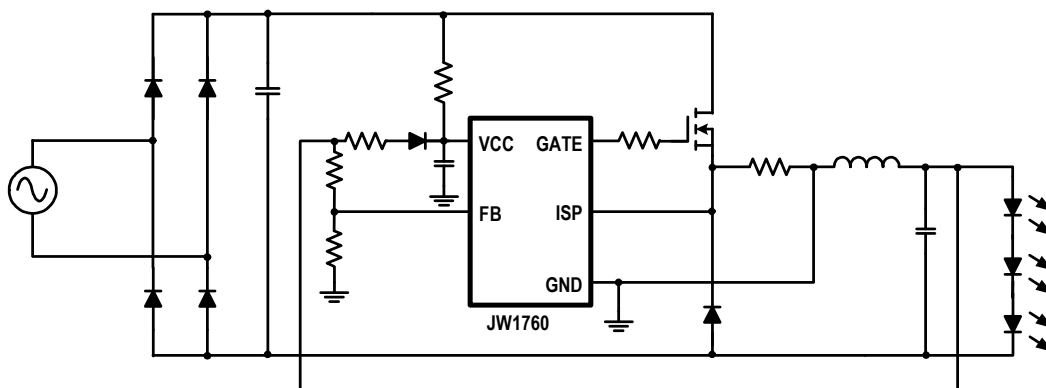 VCC GATE
FB ISP
GND
JW1760